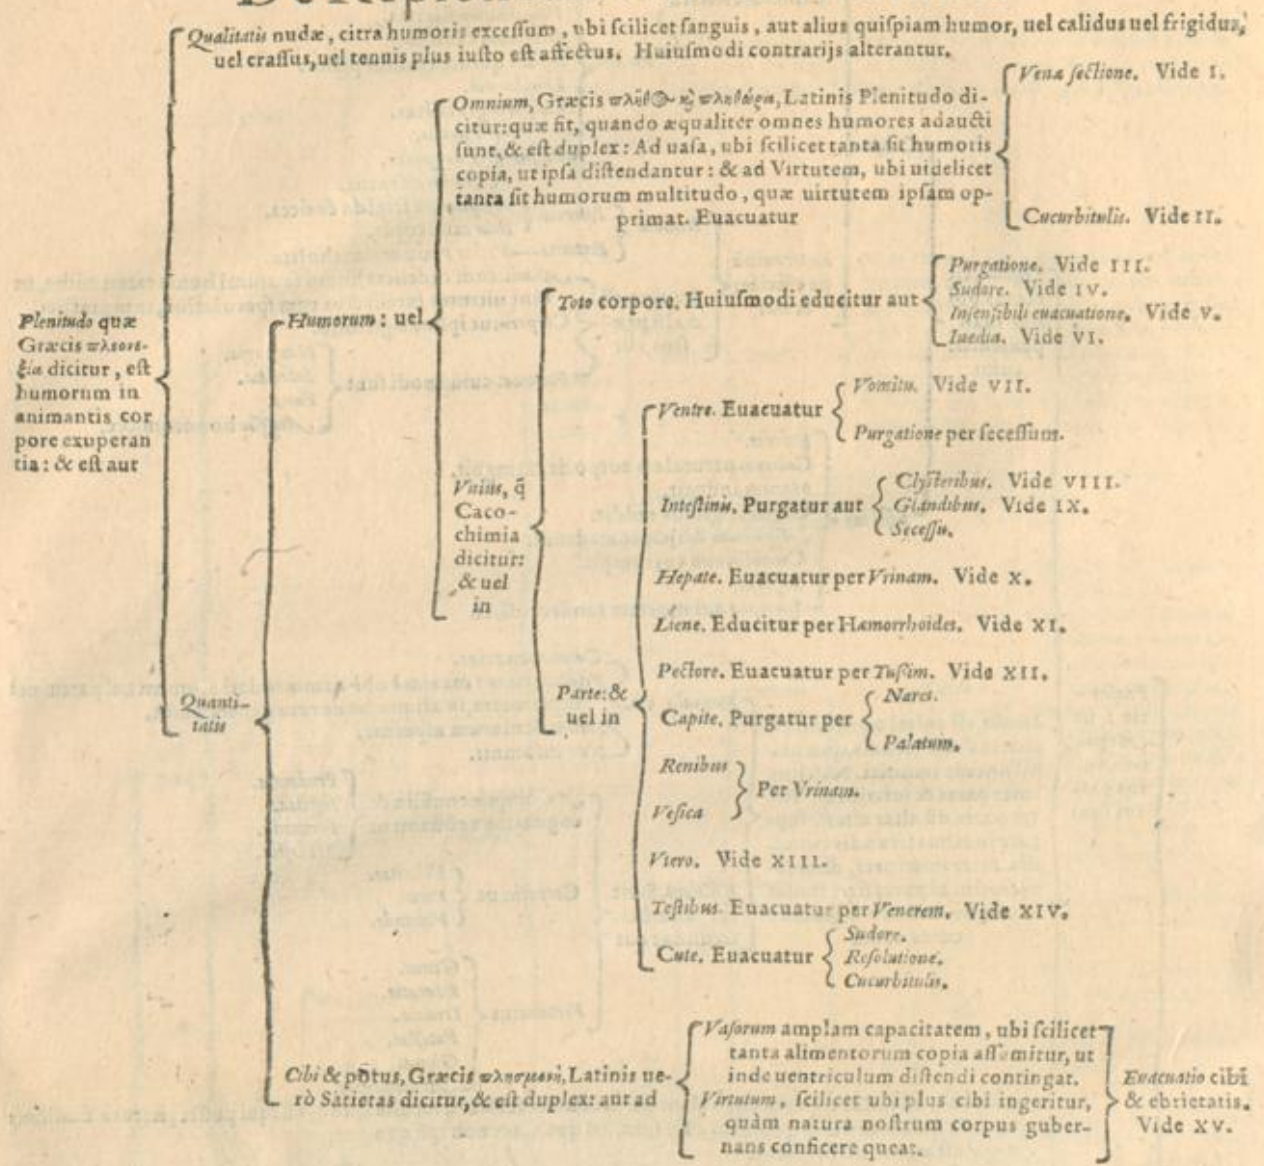 Qualitatis nudæ, citra humoris exceſſum, ubi ſcilicet ſanguis, aut alius quiſpiam humor, uel calidus uel frigidus,
uel craſſus, uel tenuis plus iuſto eſt affectus. Huiuſmodi contrarijs alterantur.
Plenitudo quæ
Græcis
dicitur, eſt
humorum in
animantis cor
pore exuperan
tia: & eſt aut
Quanti-
tatis
Humorum: uel
Omnium, Græcis πλῆθος καὶ πληθώρα, Latinis Plenitudo di-
citur: quæ fit, quando æqualiter omnes humores adaucti
ſunt, & eſt duplex: Ad uaſa, ubi ſcilicet tanta ſit humoris
copia, ut ipſa diſtendantur: & ad Virtutem, ubi uidelicet
tanta ſit humorum multitudo, quæ uirtutem ipſam op-
primat. Euacuatur
Venæ ſectione. Vide I.
Cucurbitulis. Vide II.
Vnius, q̃
Caco-
chimia
dicitur:
& uel
in
Toto corpore. Huiuſmodi educitur aut
Purgatione. Vide III.
Sudore. Vide IV.
Inſenſibili euacuatione. Vide V.
Inedia. Vide VI.
Parte: &
uel in
Ventre. Euacuatur
Vomitu. Vide VII.
Purgatione per ſeceſſum.
Inteſtinis. Purgatur aut
Clyſteribus. Vide VIII.
Glandibus. Vide IX.
Seceſſu.
Hepate. Euacuatur per Vrinam. Vide X.
Liene. Educitur per Hæmorrhoides. Vide XI.
Pectore. Euacuatur per Tuſsim. Vide XII.
Capite. Purgatur per
Nares.
Palatum.
Renibus
Veſica
Per Vrinam.
Vtero. Vide XIII.
Teſtibus. Euacuatur per Venerem. Vide XIV.
Cute. Euacuatur
Sudore.
Reſolutione.
Cucurbitulis.
Cibi & potus, Græcis πλησμονή, Latinis ue-
rò Satietas dicitur, & eſt duplex: aut ad
Vaſorum amplam capacitatem, ubi ſcilicet
tanta alimentorum copia aſſumitur, ut
inde uentriculum diſtendi contingat.
Virtutum, ſcilicet ubi plus cibi ingeritur,
quàm natura noſtrum corpus guber-
nans conficere queat.
Euacuatio cibi
& ebrietatis.
Vide XV.